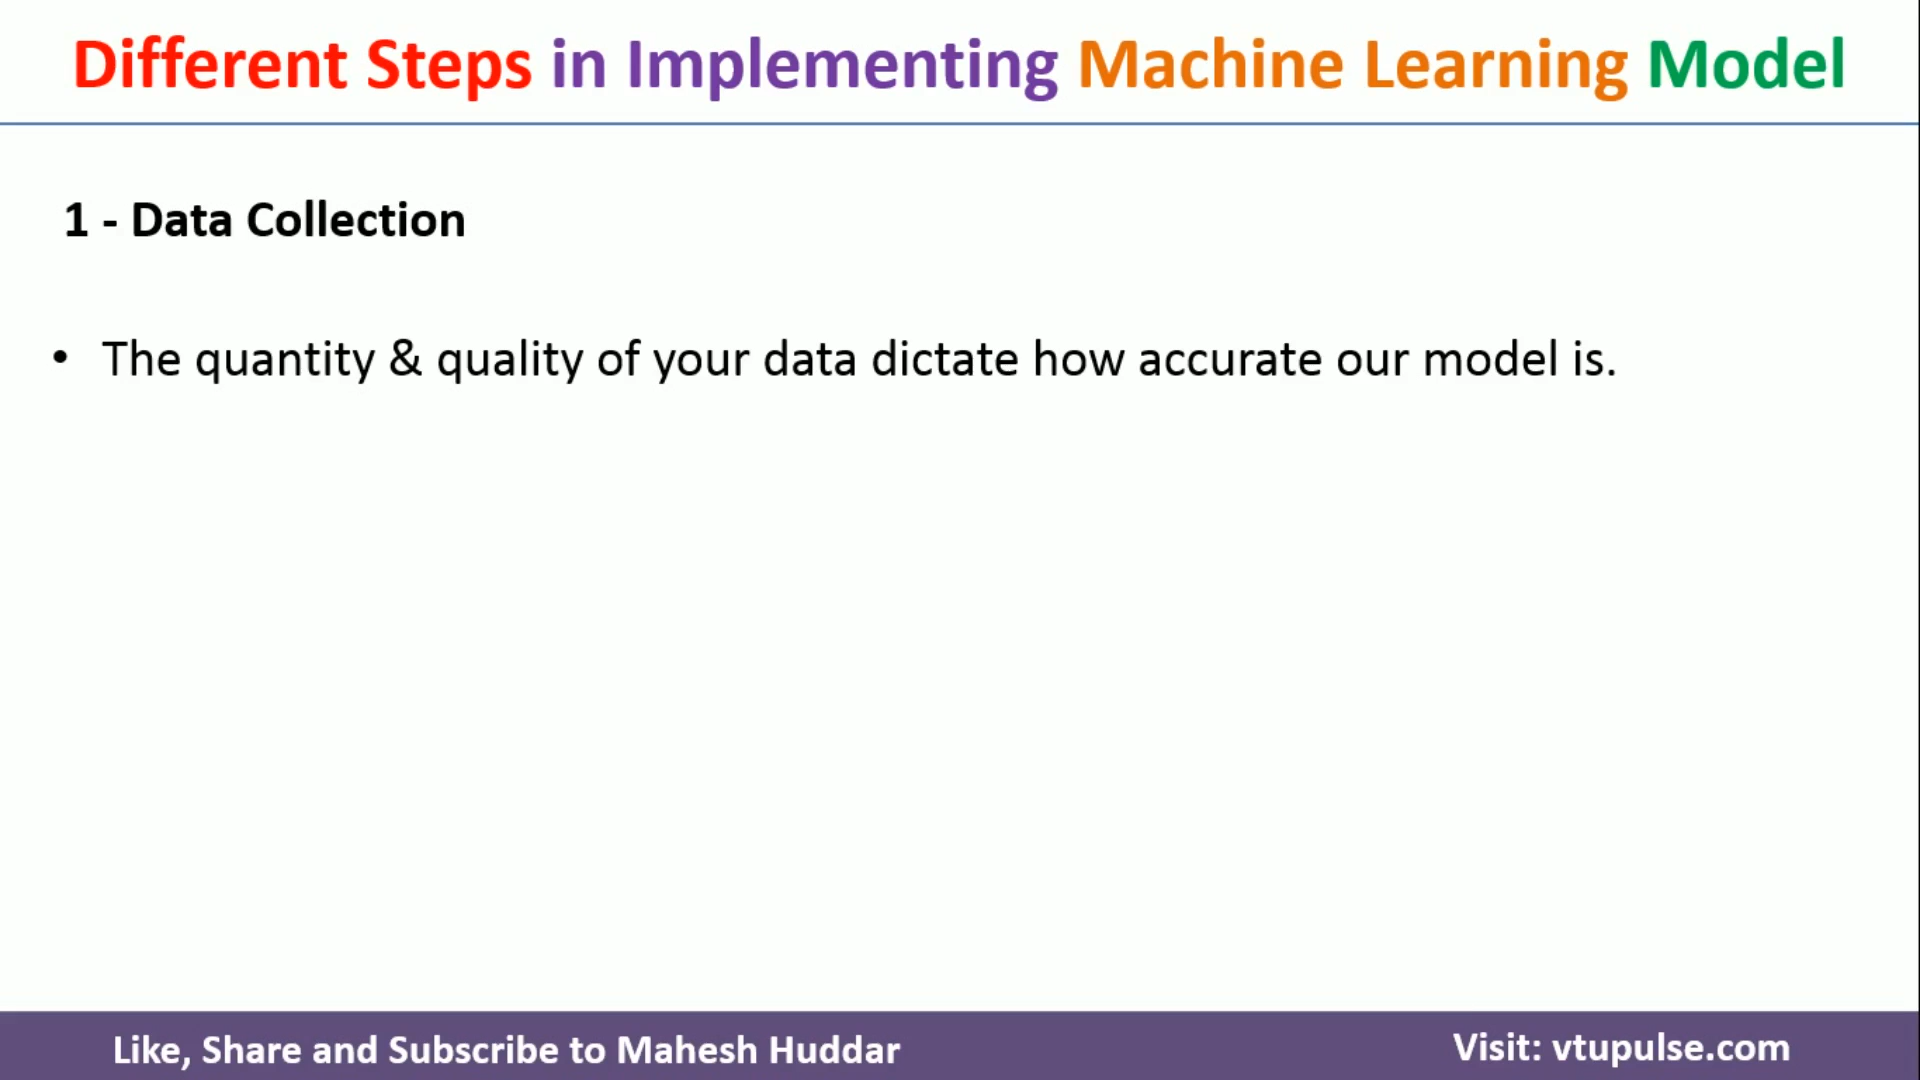 Different Steps in Implementing Machine Learning Model
1 - Data Collection
• The quantity & quality of your data dictate how accurate our model is.
Like, Share and Subscribe to Mahesh Huddar
Visit: vtupulse.com